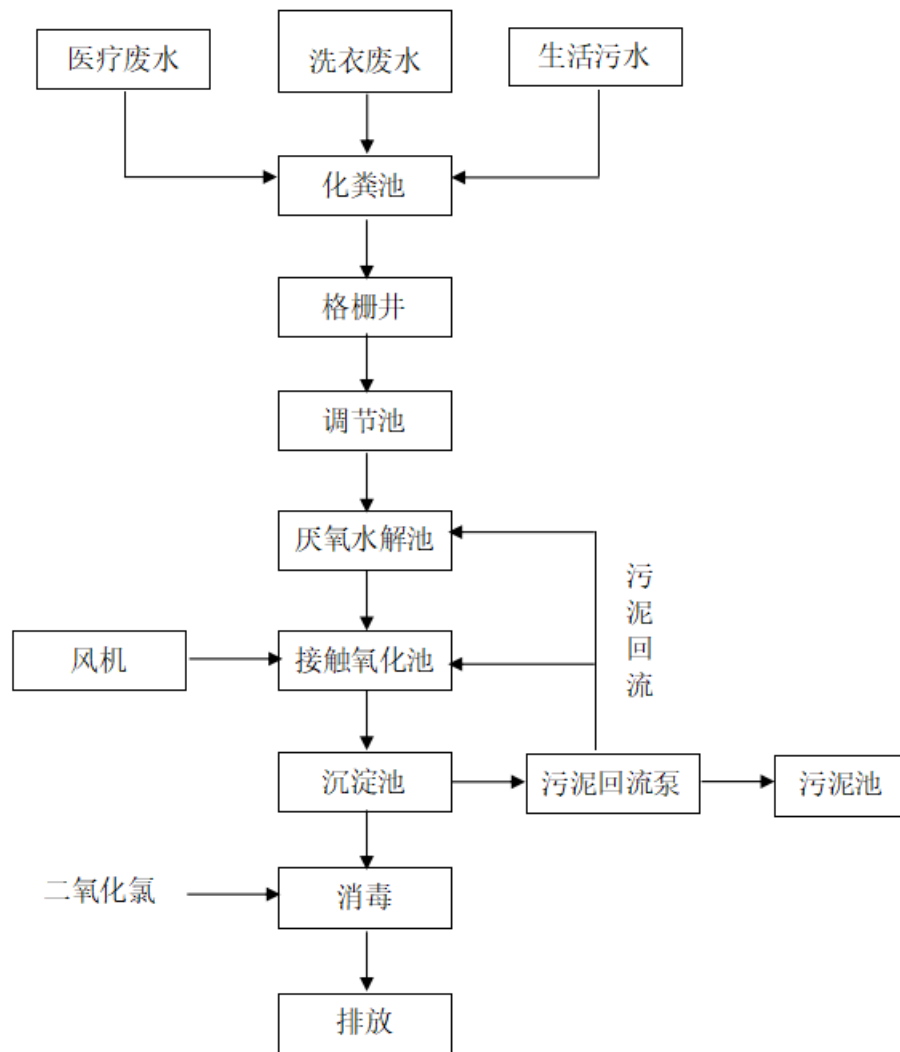 医疗废水
洗衣废水
生活污水
化粪池
格栅井
调节池
厌氧水解池
污泥回流
风机
接触氧化池
沉淀池
污泥回流泵
污泥池
二氧化氯
消毒
排放